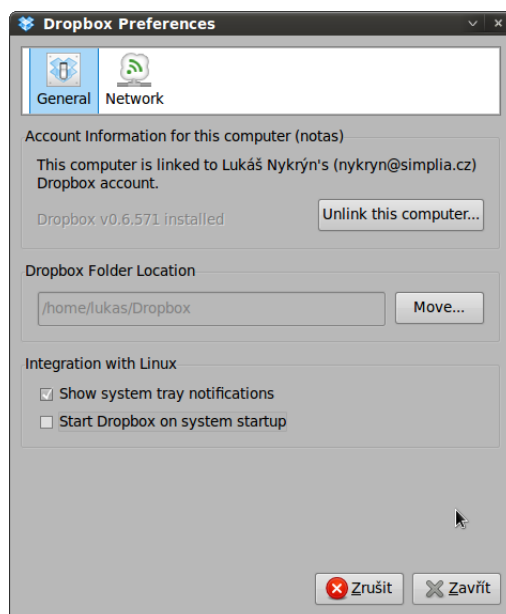 Dropbox Preferences
General Network
Account Information for this computer (notas)
This computer is linked to Lukáš Nykrýn's (nykryn@simplia.cz)
Dropbox account.
Dropbox v0.6.571 installed
Unlink this computer...
Dropbox Folder Location
/home/lukas/Dropbox
Move...
Integration with Linux
Show system tray notifications
Start Dropbox on system startup
Zrušit Zavřít